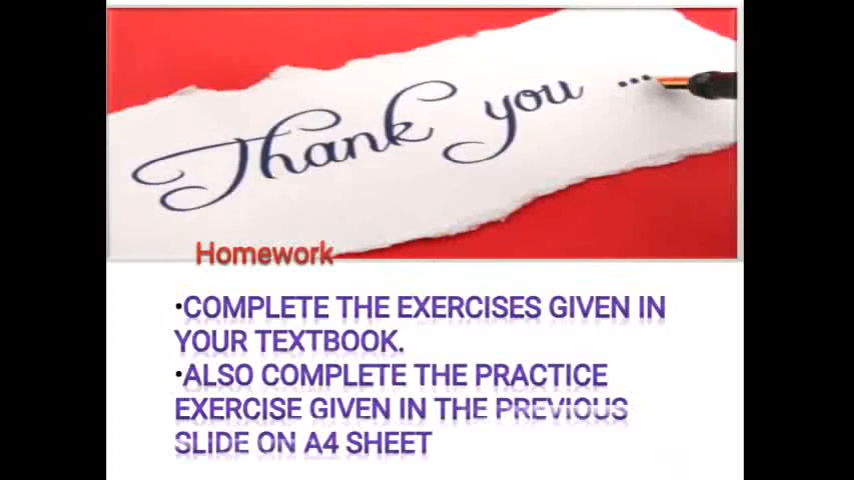 Thank you ...
Homework
•COMPLETE THE EXERCISES GIVEN IN
YOUR TEXTBOOK.
•ALSO COMPLETE THE PRACTICE
EXERCISE GIVEN IN THE PREVIOUS
SLIDE ON A4 SHEET